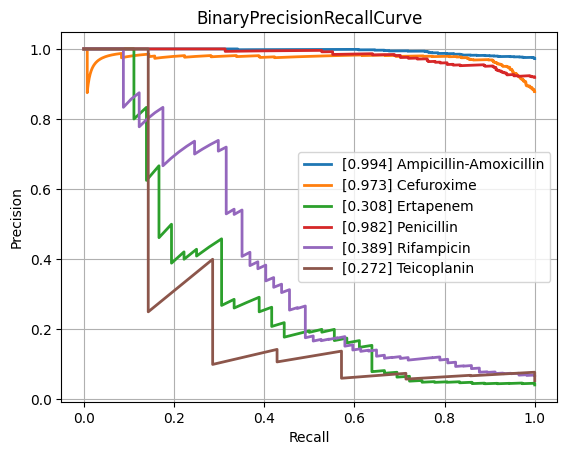 BinaryPrecisionRecallCurve
1.0
0.8
0.6
0.4
0.2
0.0
Precision
[0.994] Ampicillin-Amoxicillin
[0.973] Cefuroxime
[0.308] Ertapenem
[0.982] Penicillin
[0.389] Rifampicin
[0.272] Teicoplanin
0.0 0.2 0.4 0.6 0.8 1.0
Recall